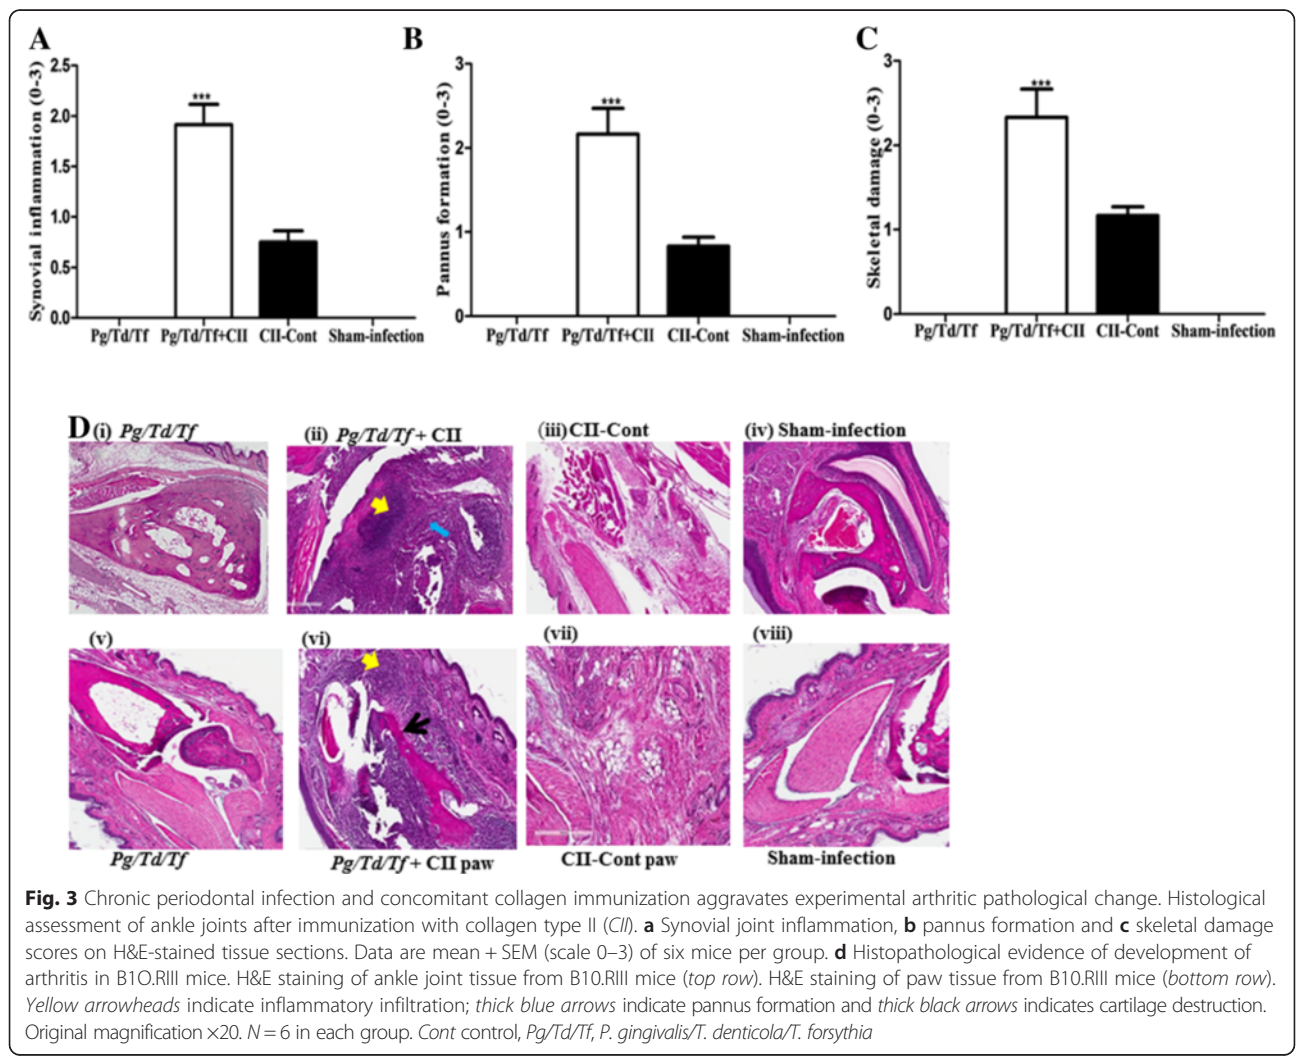 A
B
C
Synovial inflammation (0-3)
2.5
2.0
1.5
1.0
0.5
0.0
***
Pg/Td/Tf Pg/Td/Tf+CII CII-Cont Sham-infection
Pannus formation (0-3)
3
2
1
0
***
Pg/Td/Tf Pg/Td/Tf+CII CII-Cont Sham-infection
Skeletal damage (0-3)
3
2
1
0
***
Pg/Td/Tf Pg/Td/Tf+CII CII-Cont Sham-infection
D
(i) Pg/Td/Tf
(ii) Pg/Td/Tf + CII
(iii) CII-Cont
(iv) Sham-infection
(v)
(vi)
(vii)
(viii)
Pg/Td/Tf
Pg/Td/Tf + CII paw
CII-Cont paw
Sham-infection
Fig. 3 Chronic periodontal infection and concomitant collagen immunization aggravates experimental arthritic pathological change. Histological
assessment of ankle joints after immunization with collagen type II (CII). a Synovial joint inflammation, b pannus formation and c skeletal damage
scores on H&E-stained tissue sections. Data are mean + SEM (scale 0–3) of six mice per group. d Histopathological evidence of development of
arthritis in B1O.RIII mice. H&E staining of ankle joint tissue from B10.RIII mice (top row). H&E staining of paw tissue from B10.RIII mice (bottom row).
Yellow arrowheads indicate inflammatory infiltration; thick blue arrows indicate pannus formation and thick black arrows indicates cartilage destruction.
Original magnification ×20. N = 6 in each group. Cont control, Pg/Td/Tf, P. gingivalis/T. denticola/T. forsythia